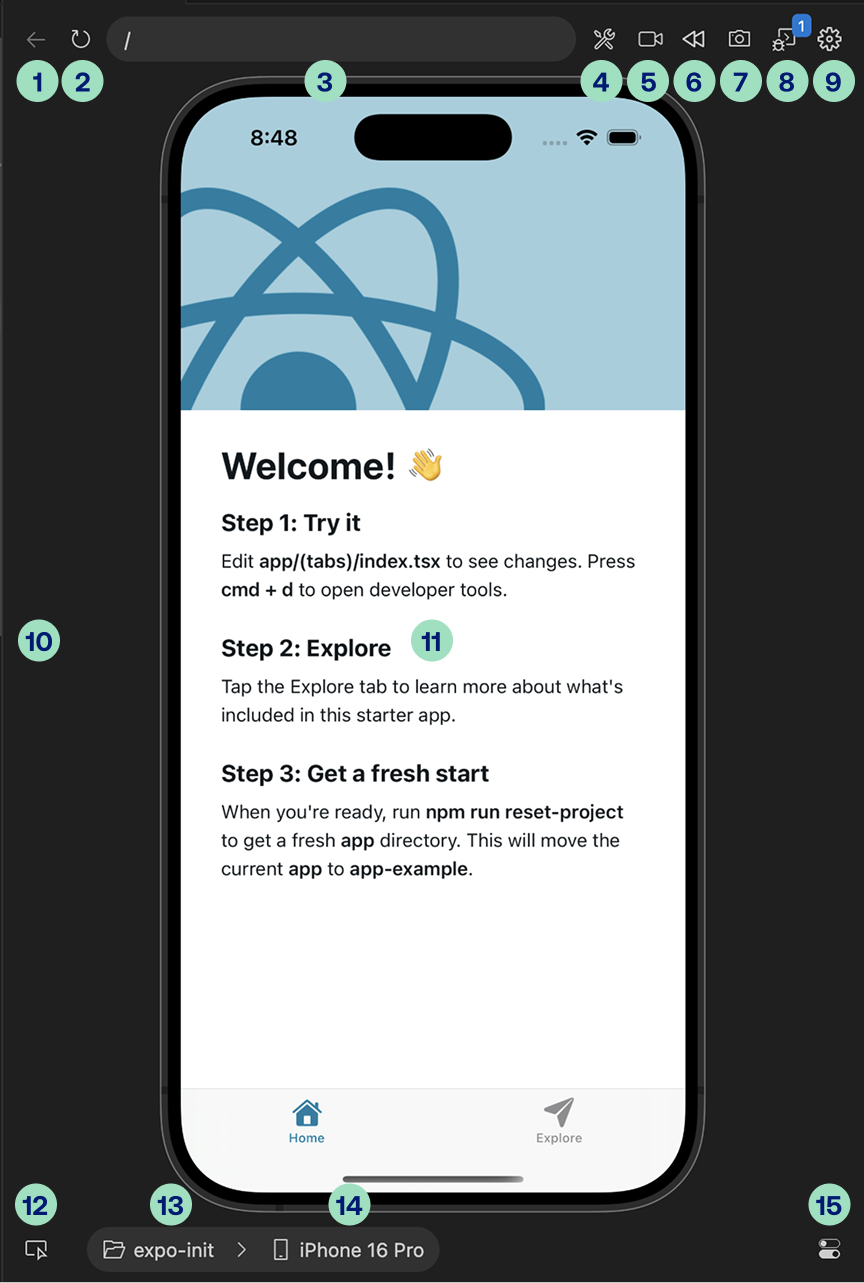 /
1
1 2 3 4 5 6 7 8 9
8:48
Welcome! 👋
Step 1: Try it
Edit app/(tabs)/index.tsx to see changes. Press
cmd + d to open developer tools.
10
11
Step 2: Explore
Tap the Explore tab to learn more about what's
included in this starter app.
Step 3: Get a fresh start
When you're ready, run npm run reset-project
to get a fresh app directory. This will move the
current app to app-example.
Home
Explore
12 13 14 15
expo-init > iPhone 16 Pro